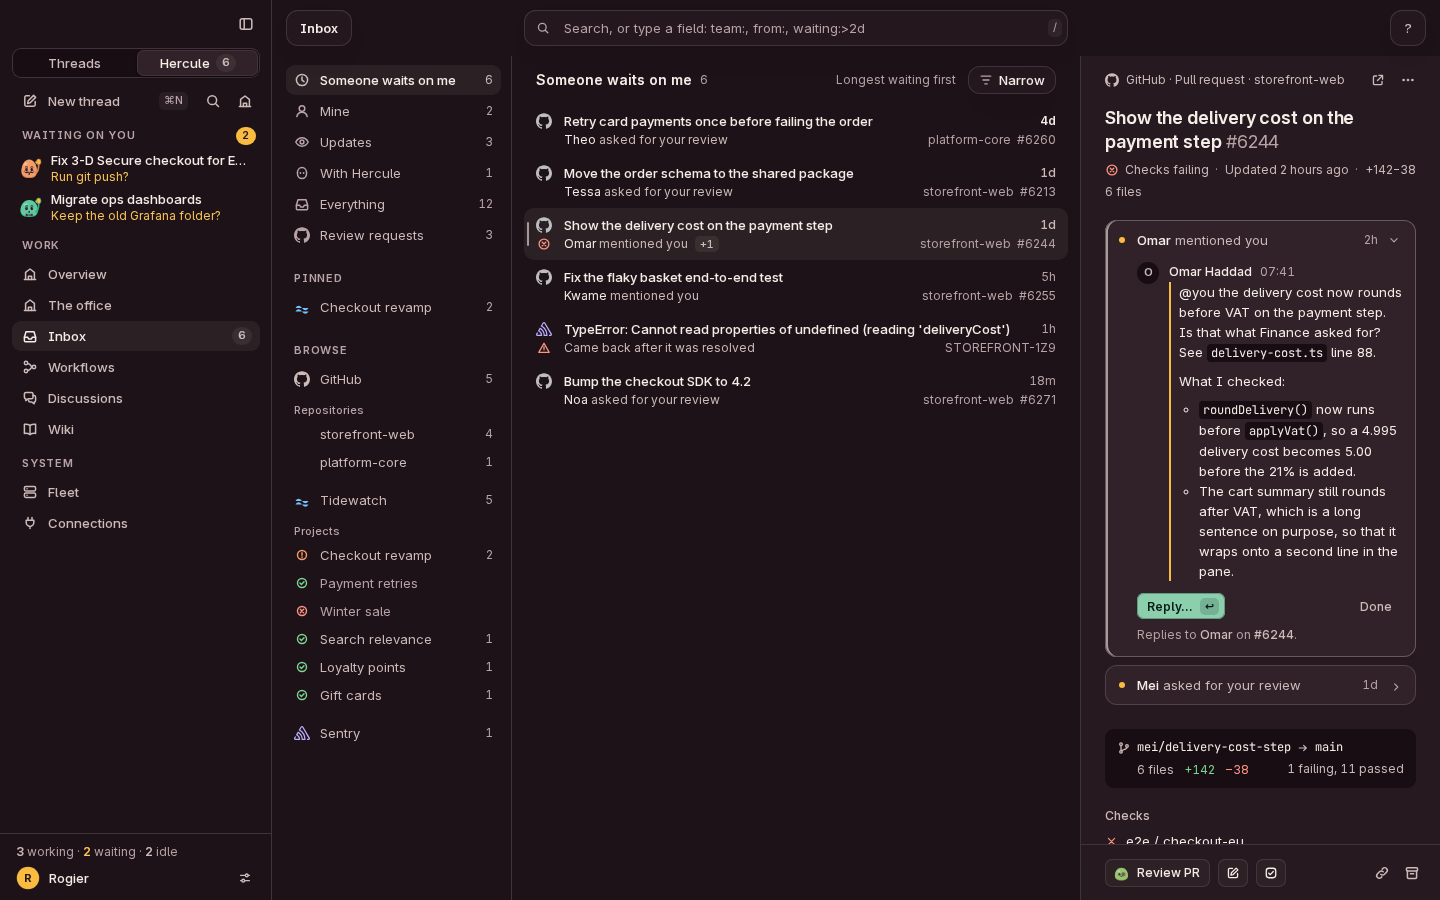 Threads
Hercule 6
New thread ⌘N
WAITING ON YOU 2
Fix 3-D Secure checkout for E...
Run git push?
Migrate ops dashboards
Keep the old Grafana folder?
WORK
Overview
The office
Inbox 6
Workflows
Discussions
Wiki
SYSTEM
Fleet
Connections
3 working · 2 waiting · 2 idle
R Rogier
Inbox
Search, or type a field: team:, from:, waiting:>2d /
?
Someone waits on me 6
Mine 2
Updates 3
With Hercule 1
Everything 12
Review requests 3
PINNED
Checkout revamp 2
BROWSE
GitHub 5
Repositories
storefront-web 4
platform-core 1
Tidewatch 5
Projects
Checkout revamp 2
Payment retries
Winter sale
Search relevance 1
Loyalty points 1
Gift cards 1
Sentry 1
Someone waits on me 6 Longest waiting first Narrow
Retry card payments once before failing the order 4d
Theo asked for your review platform-core #6260
Move the order schema to the shared package 1d
Tessa asked for your review storefront-web #6213
Show the delivery cost on the payment step 1d
Omar mentioned you +1 storefront-web #6244
Fix the flaky basket end-to-end test 5h
Kwame mentioned you storefront-web #6255
TypeError: Cannot read properties of undefined (reading 'deliveryCost') 1h
Came back after it was resolved STOREFRONT-1Z9
Bump the checkout SDK to 4.2 18m
Noa asked for your review storefront-web #6271
GitHub · Pull request · storefront-web
Show the delivery cost on the
payment step #6244
Checks failing · Updated 2 hours ago · +142−38
6 files
Omar mentioned you 2h
O Omar Haddad 07:41
@you the delivery cost now rounds
before VAT on the payment step.
Is that what Finance asked for?
See delivery-cost.ts line 88.
What I checked:
roundDelivery() now runs
before applyVat(), so a 4.995
delivery cost becomes 5.00
before the 21% is added.
The cart summary still rounds
after VAT, which is a long
sentence on purpose, so that it
wraps onto a second line in the
pane.
Reply... ↩ Done
Replies to Omar on #6244.
Mei asked for your review 1d
mei/delivery-cost-step → main
6 files +142 −38 1 failing, 11 passed
Checks
e2e / checkout-eu
Review PR